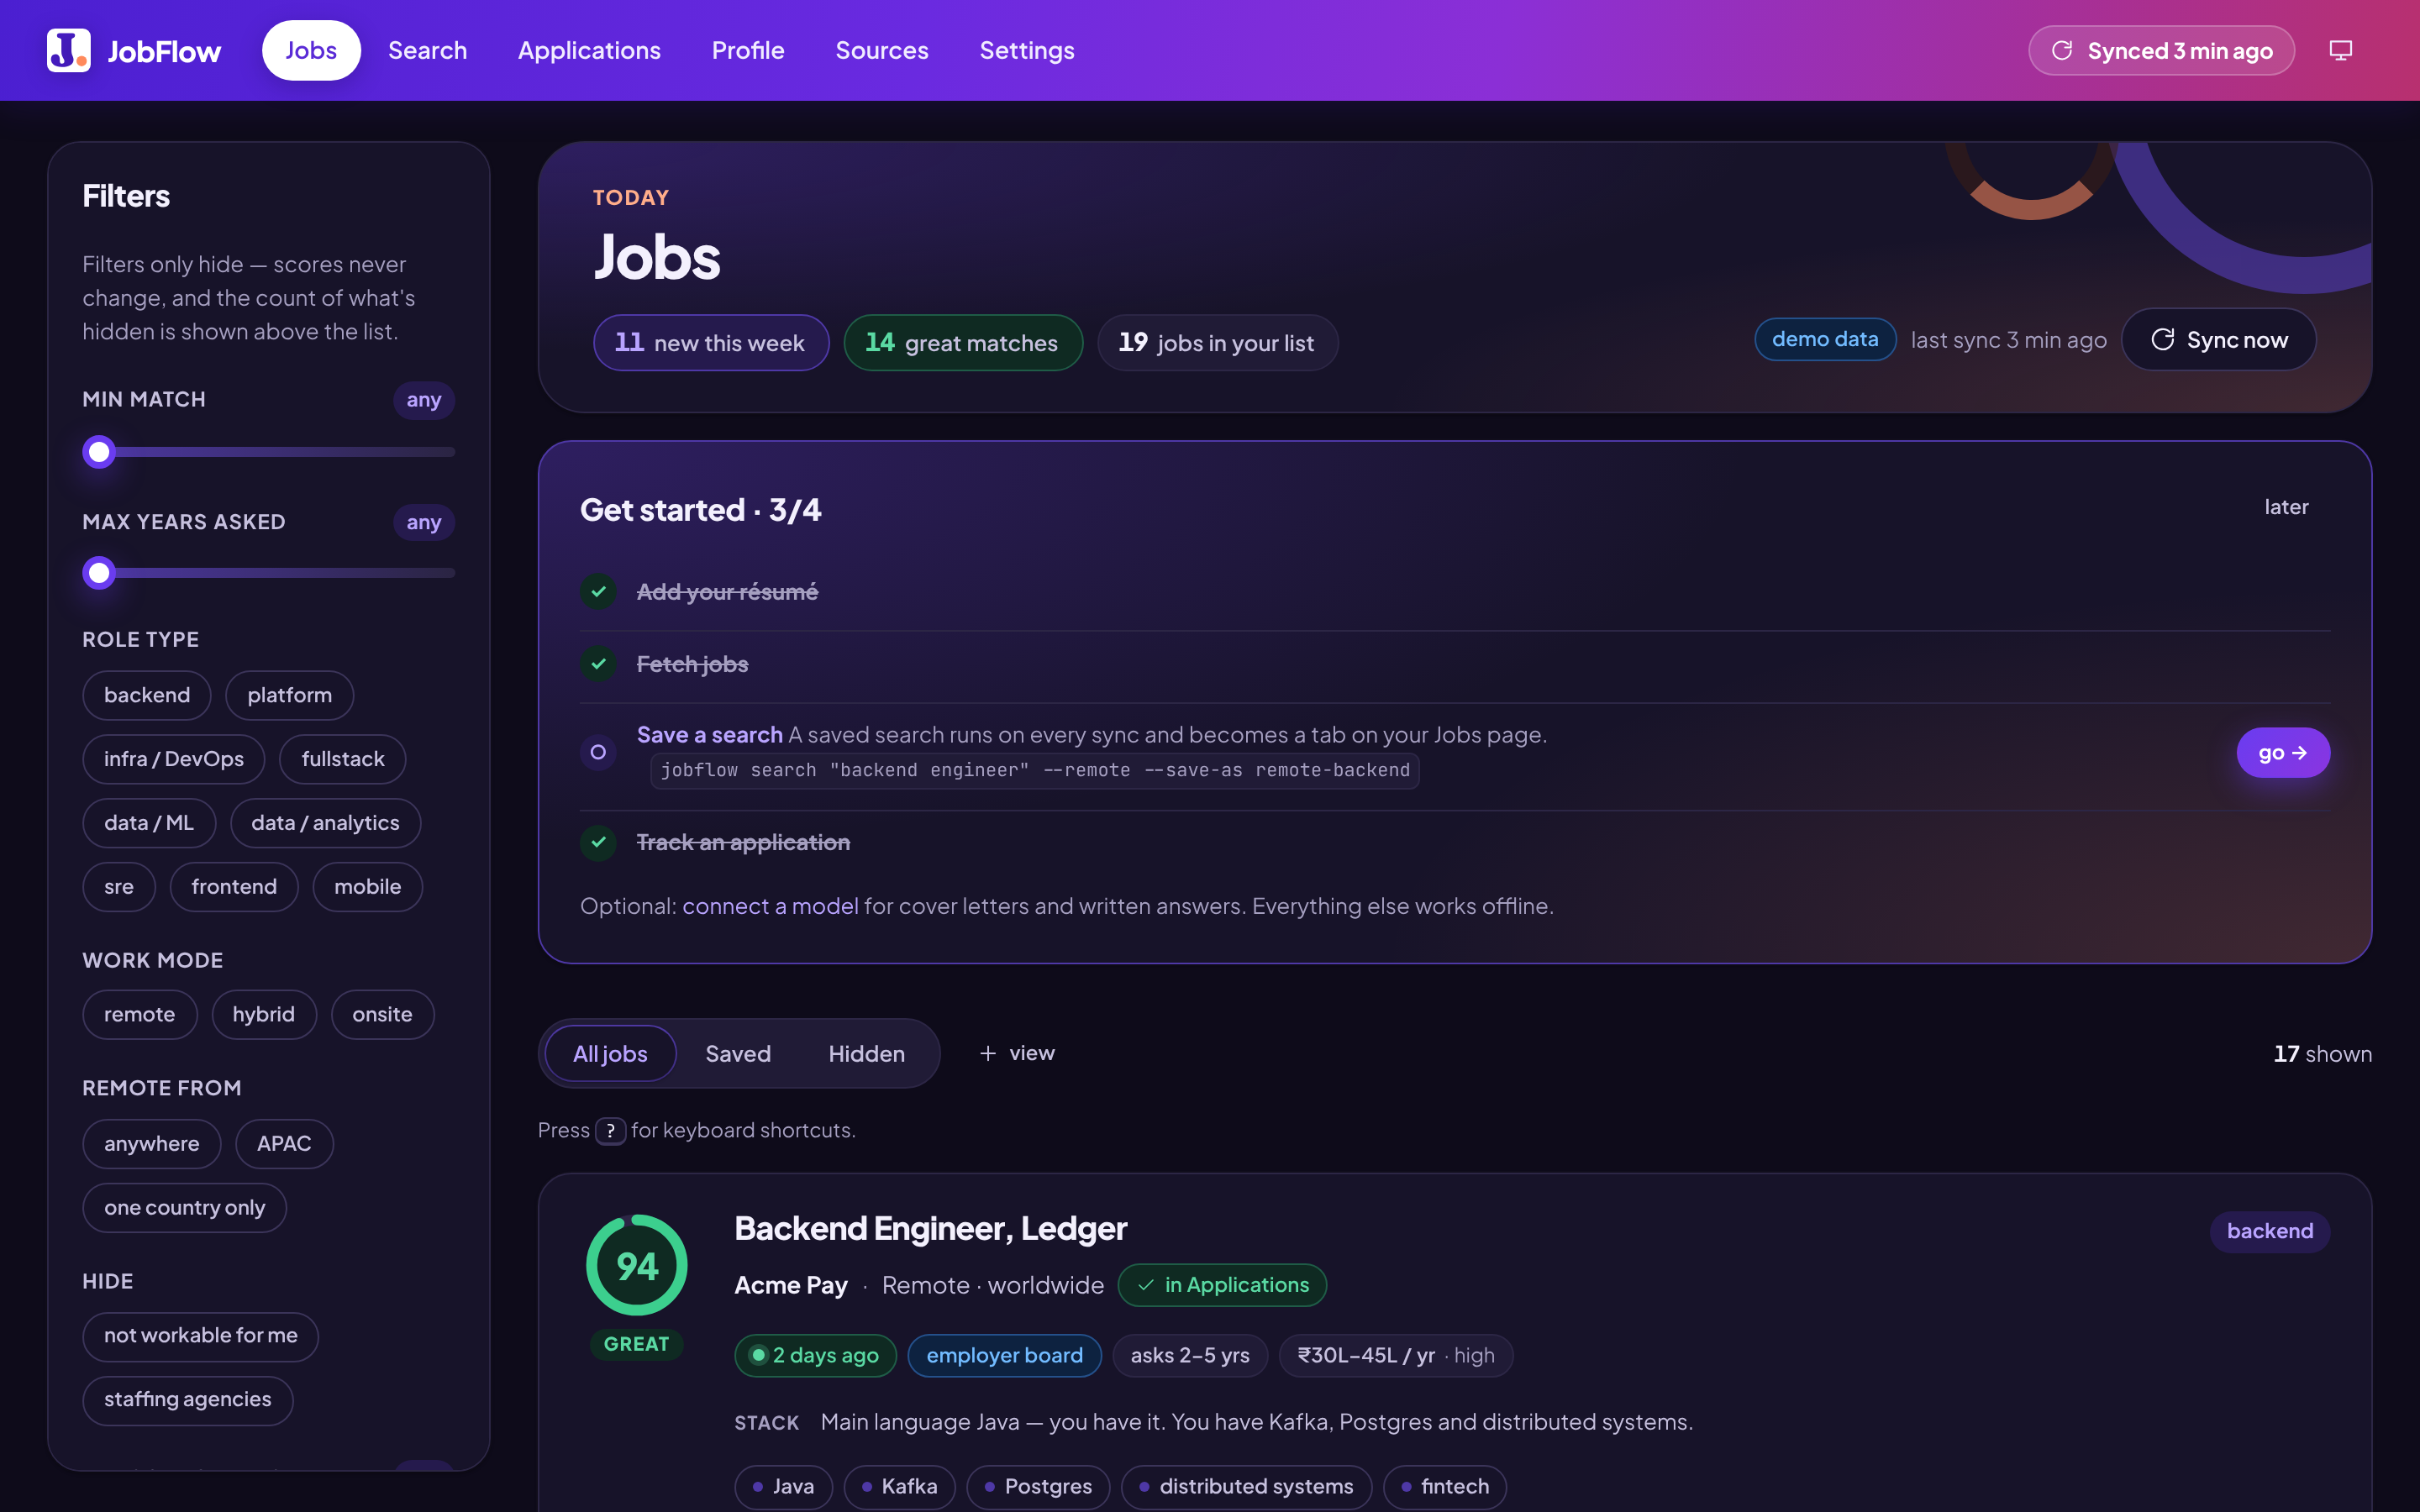 J. JobFlow Jobs Search Applications Profile Sources Settings Synced 3 min ago
Filters
Filters only hide — scores never
change, and the count of what's
hidden is shown above the list.
MIN MATCH any
MAX YEARS ASKED any
ROLE TYPE
backend platform
infra / DevOps fullstack
data / ML data / analytics
sre frontend mobile
WORK MODE
remote hybrid onsite
REMOTE FROM
anywhere APAC
one country only
HIDE
not workable for me
staffing agencies
TODAY
Jobs
11 new this week 14 great matches 19 jobs in your list demo data last sync 3 min ago Sync now
Get started · 3/4 later
Add your résumé
Fetch jobs
Save a search A saved search runs on every sync and becomes a tab on your Jobs page.
jobflow search "backend engineer" --remote --save-as remote-backend
go →
Track an application
Optional: connect a model for cover letters and written answers. Everything else works offline.
All jobs Saved Hidden + view 17 shown
Press ? for keyboard shortcuts.
94
GREAT
Backend Engineer, Ledger backend
Acme Pay · Remote · worldwide in Applications
2 days ago employer board asks 2–5 yrs ₹30L–45L / yr · high
STACK Main language Java — you have it. You have Kafka, Postgres and distributed systems.
Java Kafka Postgres distributed systems fintech